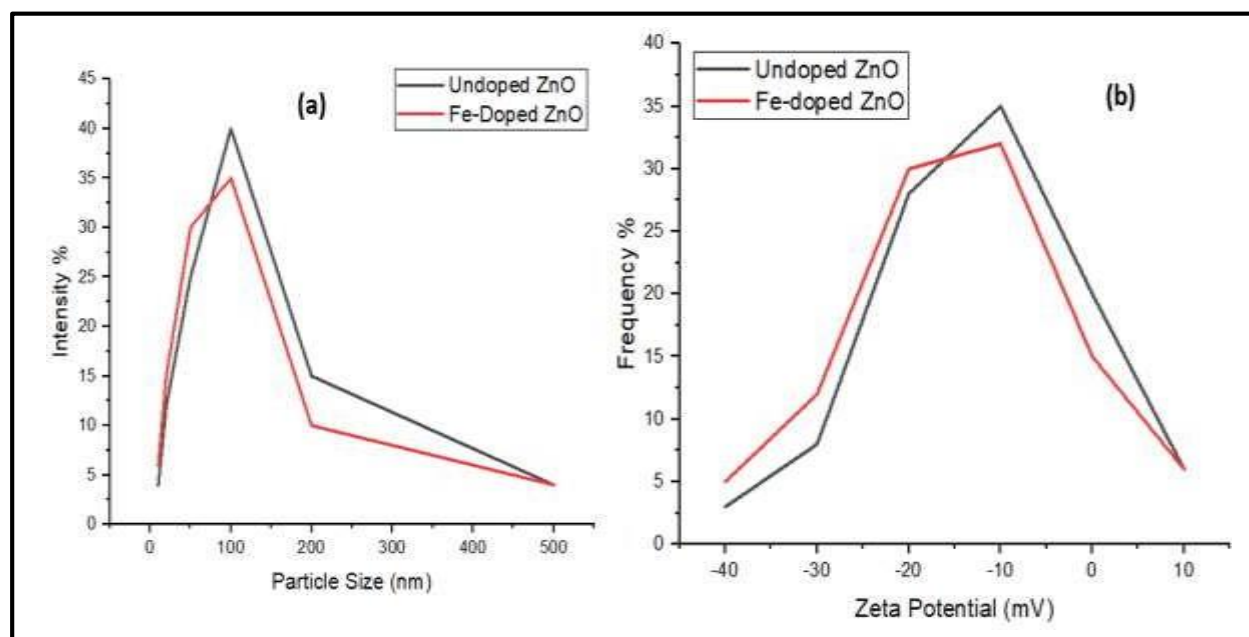 (a)
Undoped ZnO
Fe-Doped ZnO
Intensity %
45
40
35
30
25
20
15
10
5
0
0 100 200 300 400 500
Particle Size (nm)
(b)
Undoped ZnO
Fe-doped ZnO
Frequency %
40
35
30
25
20
15
10
5
0
-40 -30 -20 -10 0 10
Zeta Potential (mV)